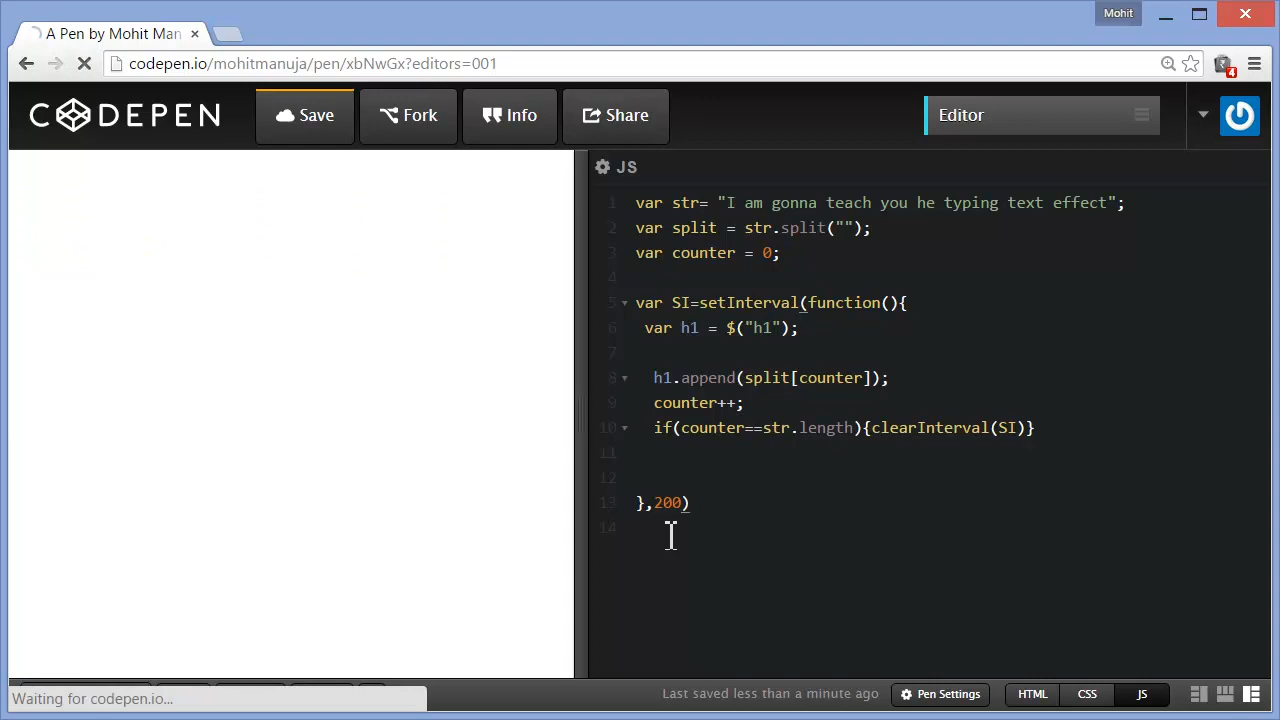 Mohit
A Pen by Mohit Man
codepen.io/mohitmanuja/pen/xbNwGx?editors=001
4
CODEPEN
Save
Fork
Info
Share
Editor
JS
1 var str= "I am gonna teach you he typing text effect";
2 var split = str.split("");
3 var counter = 0;
4
5 var SI=setInterval(function(){
6 var h1 = $("h1");
7
8 h1.append(split[counter]);
9 counter++;
10 if(counter==str.length){clearInterval(SI)}
11
12
13 },200)
14
Waiting for codepen.io...
Last saved less than a minute ago
Pen Settings
HTML
CSS
JS